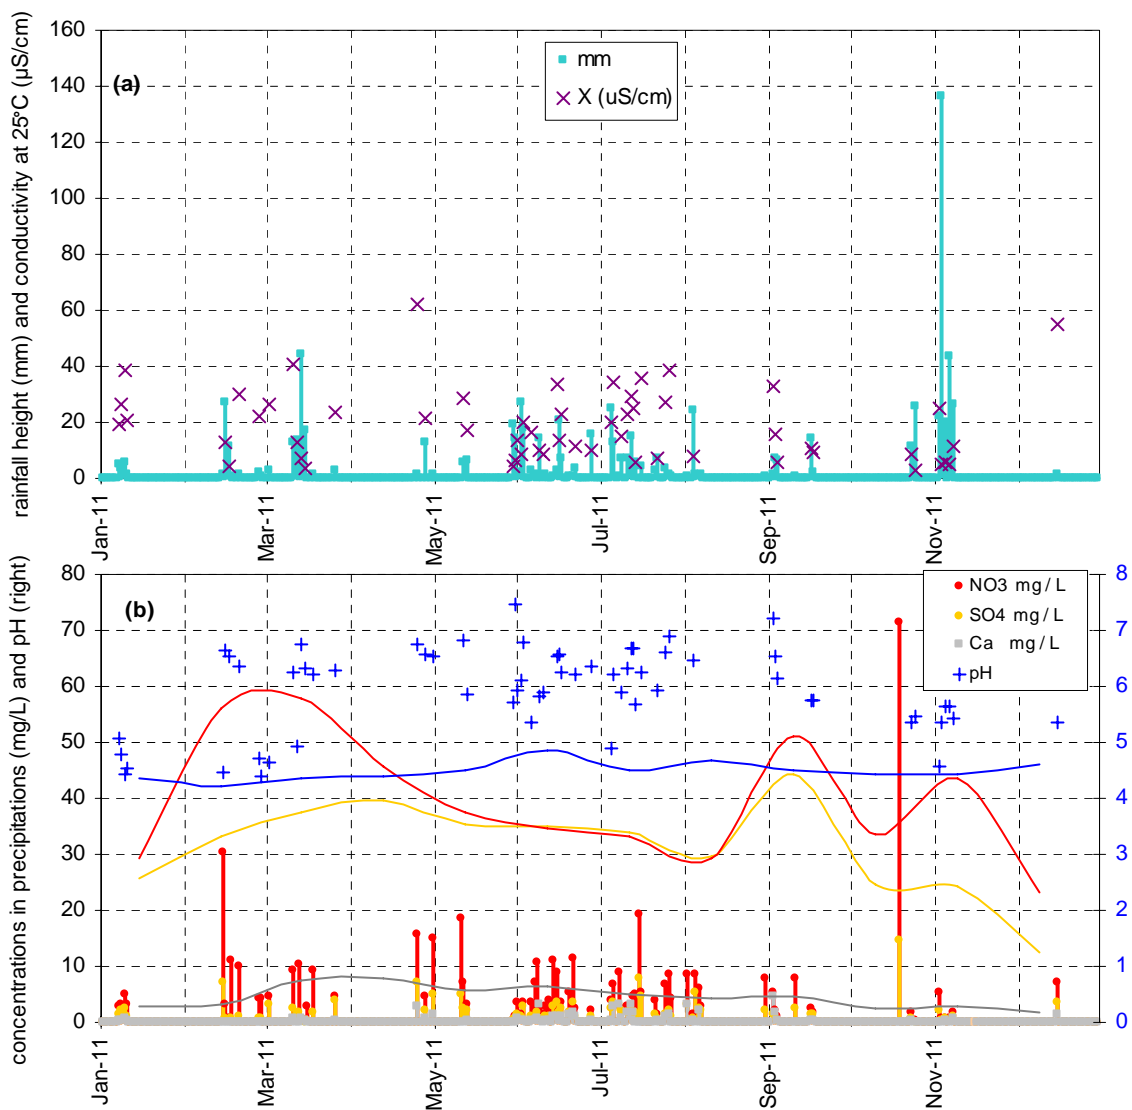 rainfall height (mm) and conductivity at 25ºC (µS/cm)
160
140
120
100
80
60
40
20
0
(a)
mm
X (uS/cm)
Jan-11
Mar-11
May-11
Jul-11
Sep-11
Nov-11
concentrations in precipitations (mg/L) and pH (right)
80
70
60
50
40
30
20
10
0
(b)
NO3 mg/L
SO4 mg/L
Ca mg/L
pH
8
7
6
5
4
3
2
1
0
Jan-11
Mar-11
May-11
Jul-11
Sep-11
Nov-11